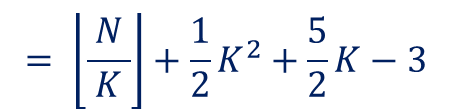 = ⌊N/K⌋ + 1/2 K² + 5/2 K − 3